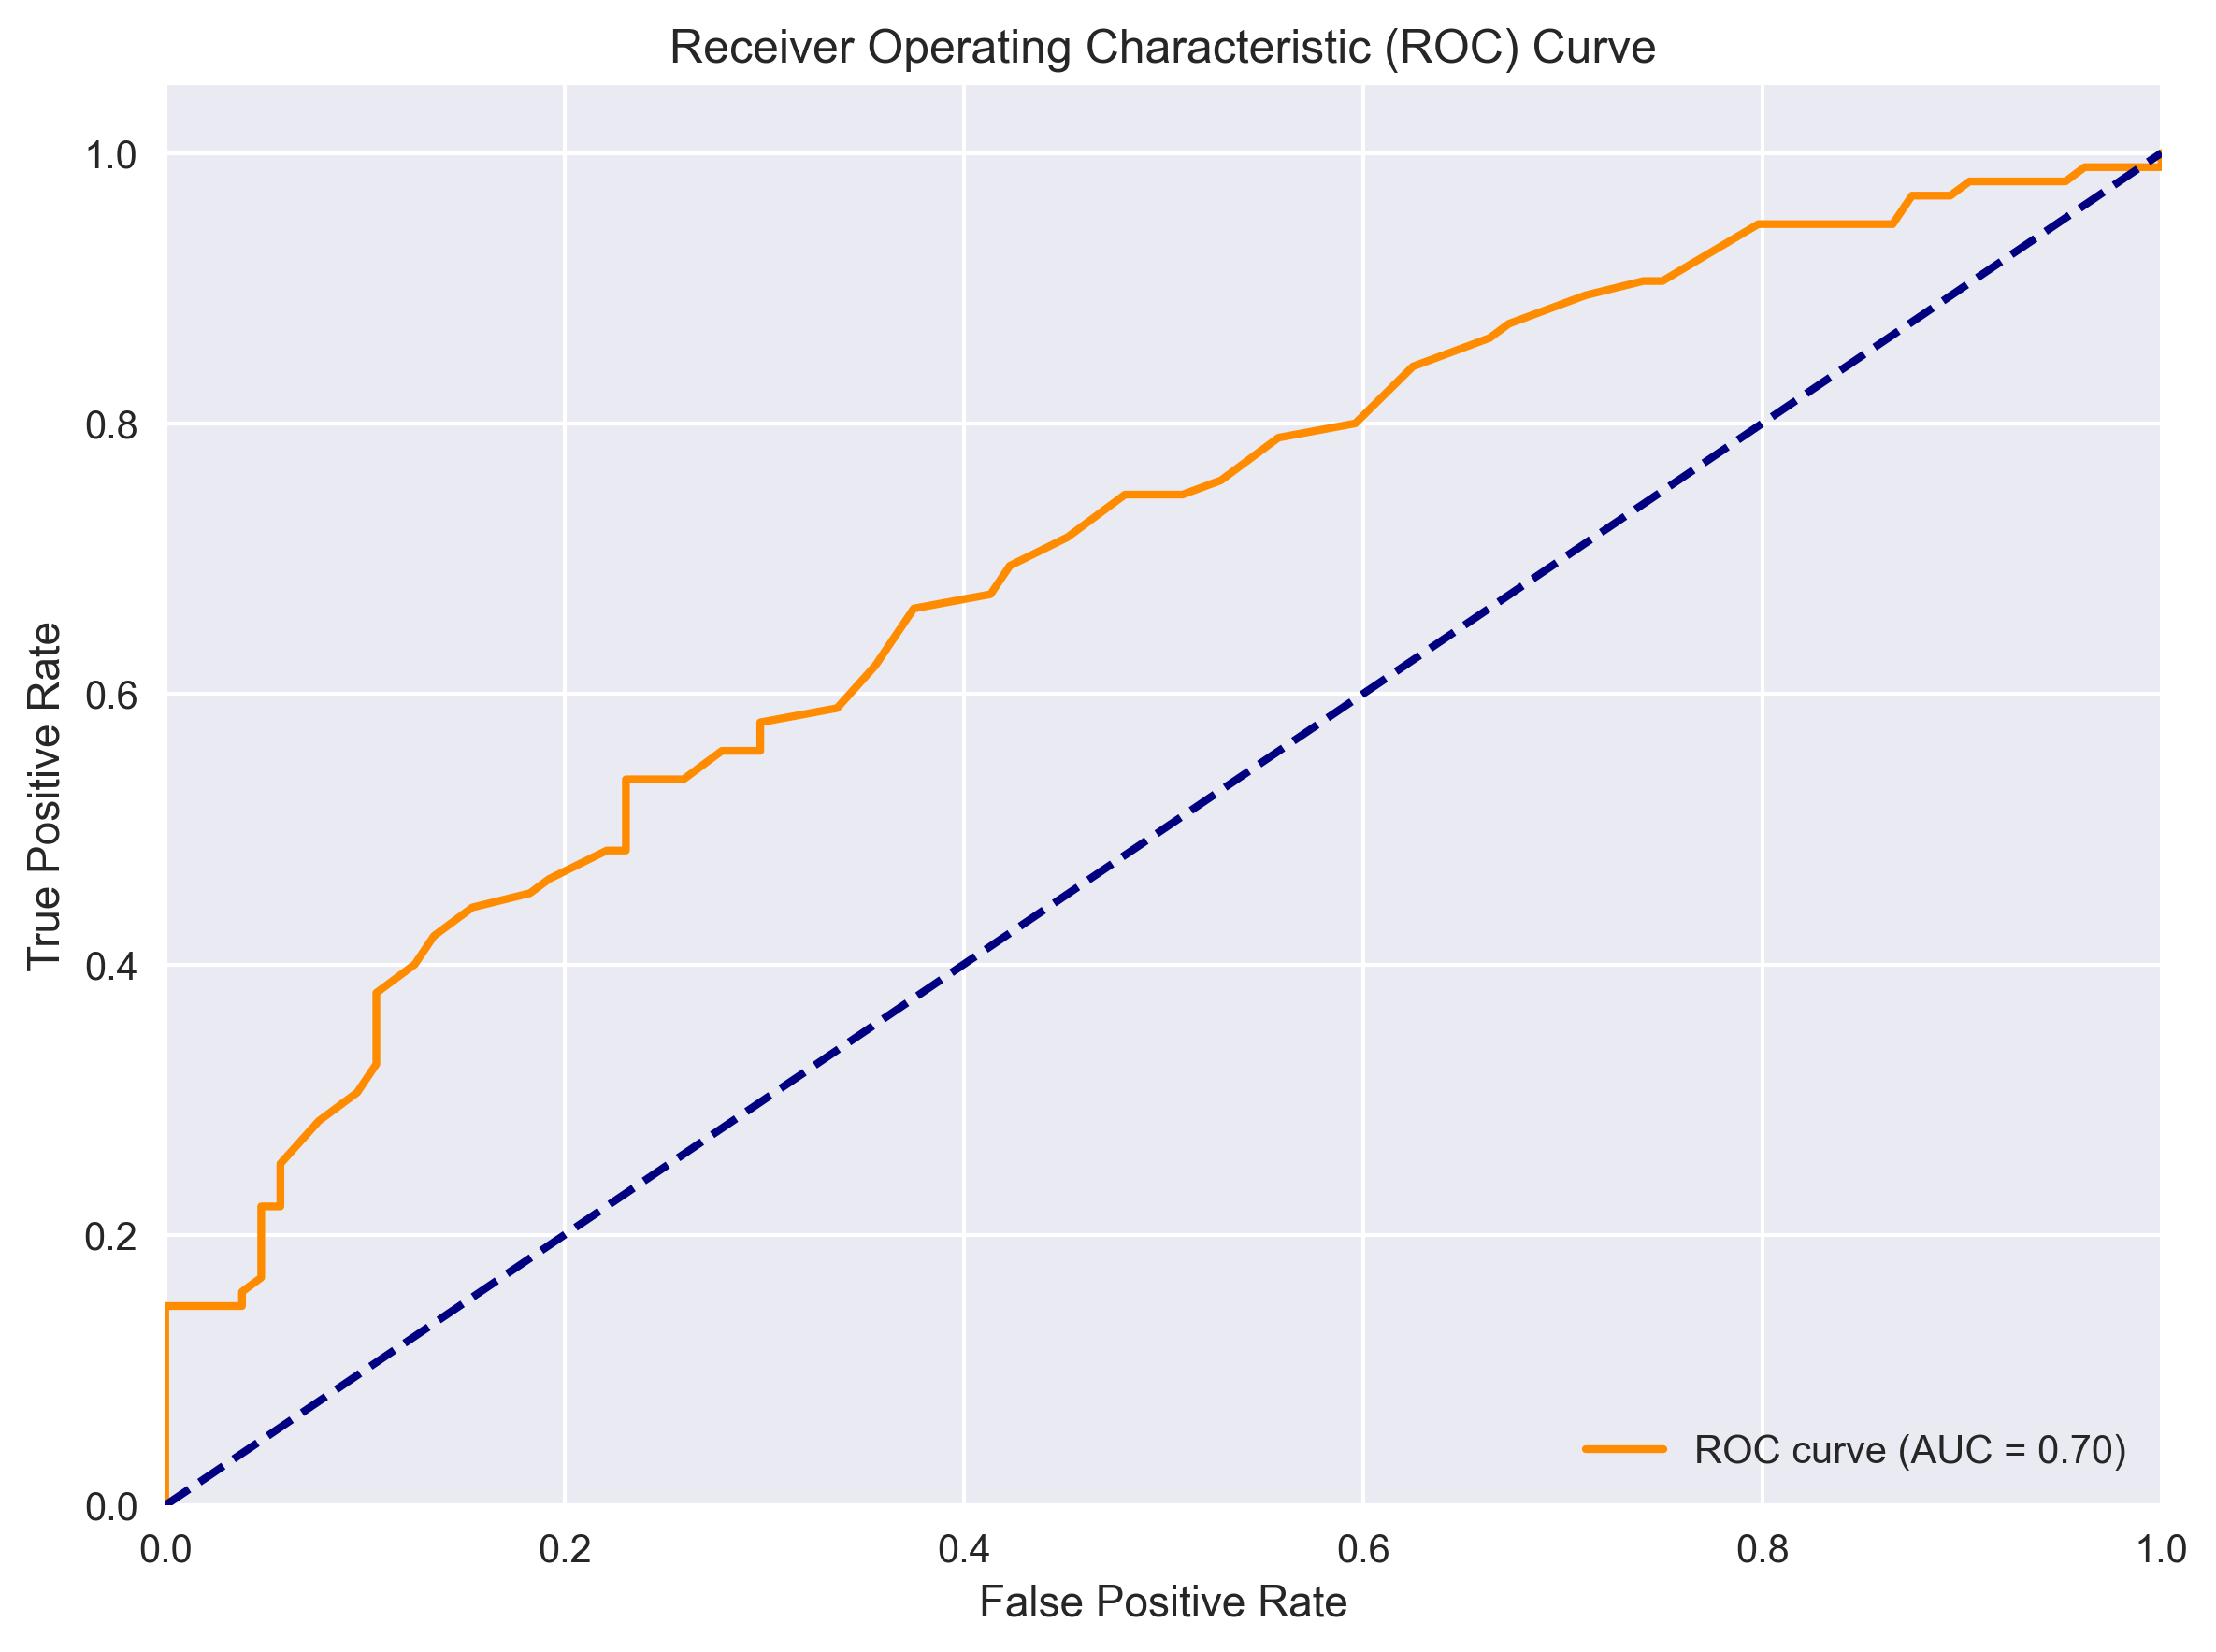 Receiver Operating Characteristic (ROC) Curve
1.0
0.8
0.6
0.4
0.2
0.0
True Positive Rate
0.0 0.2 0.4 0.6 0.8 1.0
False Positive Rate
ROC curve (AUC = 0.70)